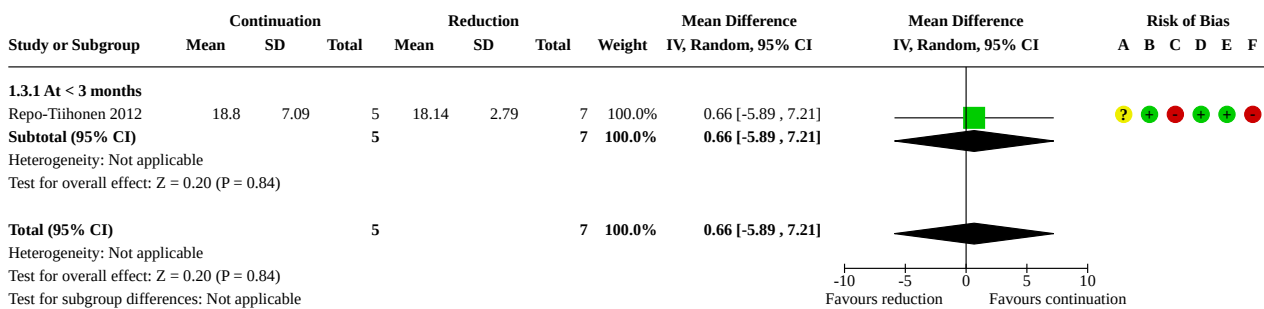 Continuation Reduction Mean Difference Mean Difference Risk of Bias
Study or Subgroup Mean SD Total Mean SD Total Weight IV, Random, 95% CI IV, Random, 95% CI A B C D E F
1.3.1 At < 3 months
Repo-Tiihonen 2012 18.8 7.09 5 18.14 2.79 7 100.0% 0.66 [-5.89 , 7.21] ? + - + + -
Subtotal (95% CI) 5 7 100.0% 0.66 [-5.89 , 7.21]
Heterogeneity: Not applicable
Test for overall effect: Z = 0.20 (P = 0.84)
Total (95% CI) 5 7 100.0% 0.66 [-5.89 , 7.21]
Heterogeneity: Not applicable
Test for overall effect: Z = 0.20 (P = 0.84) -10 -5 0 5 10
Test for subgroup differences: Not applicable Favours reduction Favours continuation